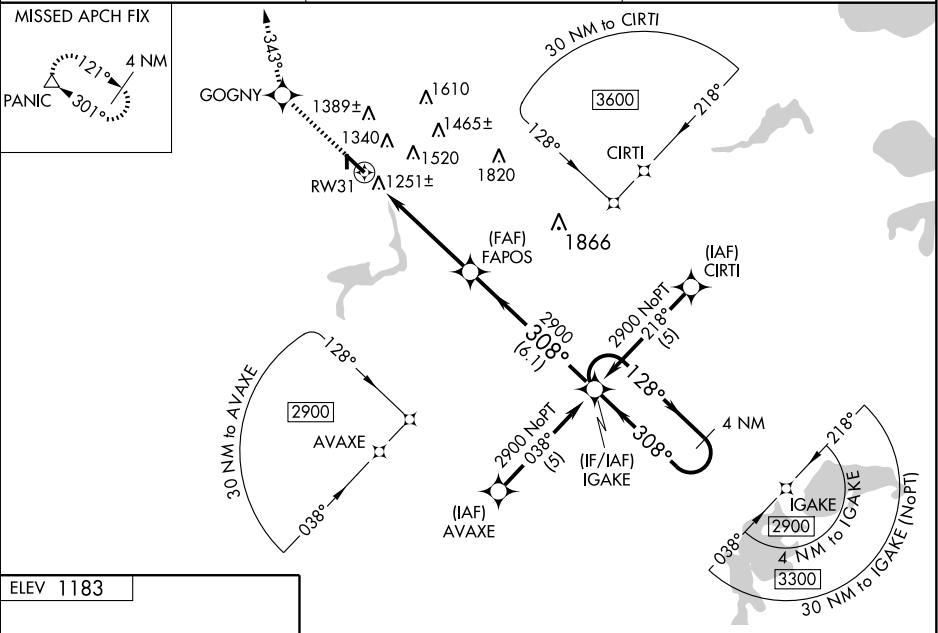 MISSED APCH FIX
4 NM
121°
PANIC
301°
343°
GOGNY
1389±
1610
1340
1465±
1520
1820
RW31
1251±
30 NM to CIRTI
3600
218°
128°
CIRTI
1866
(FAF)
FAPOS
(IAF)
CIRTI
2900 NoPT
218°
(5)
2900
308°
(6.1)
128°
4 NM
308°
(IF/IAF)
IGAKE
2900 NoPT
038°
(5)
(IAF)
AVAXE
30 NM to AVAXE
128°
2900
AVAXE
038°
218°
IGAKE
2900
4 NM to IGAKE
038°
3300
30 NM to IGAKE (NoPT)
ELEV 1183